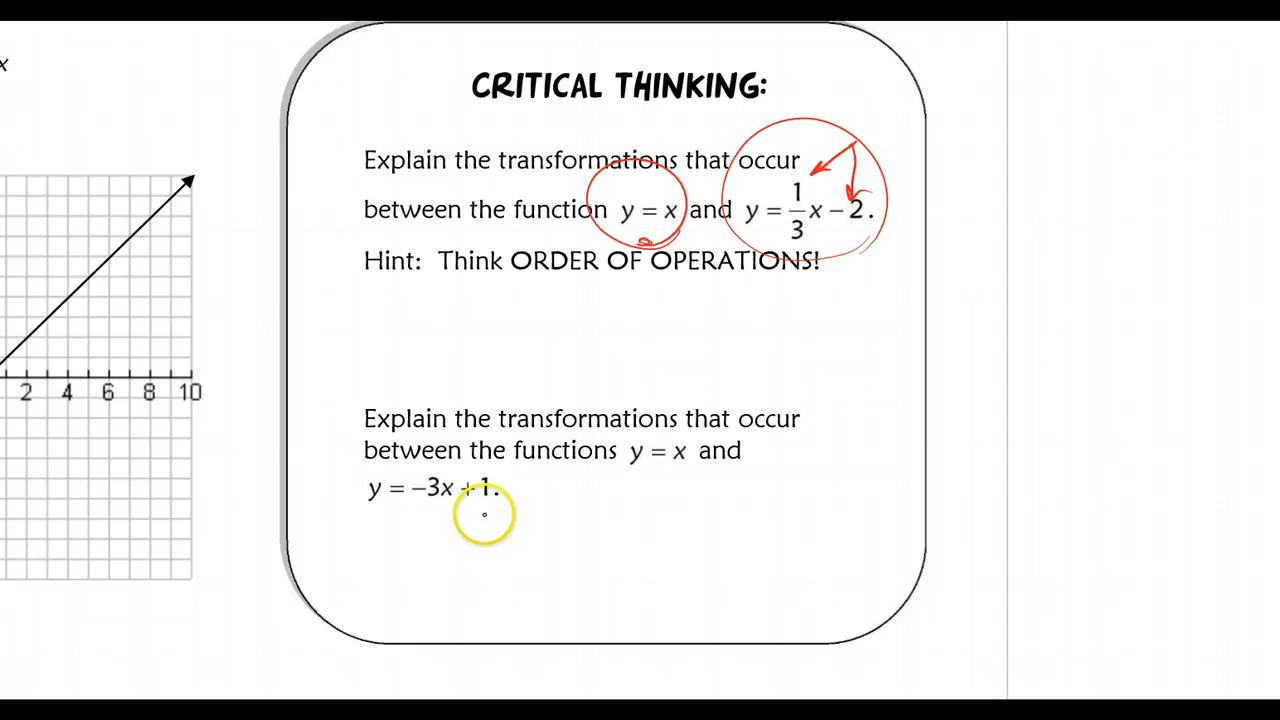 x
CRITICAL THINKING:
Explain the transformations that occur
between the function y = x and y = 1/3 x − 2.
Hint: Think ORDER OF OPERATIONS!
2 4 6 8 10
Explain the transformations that occur
between the functions y = x and
y = −3x + 1.